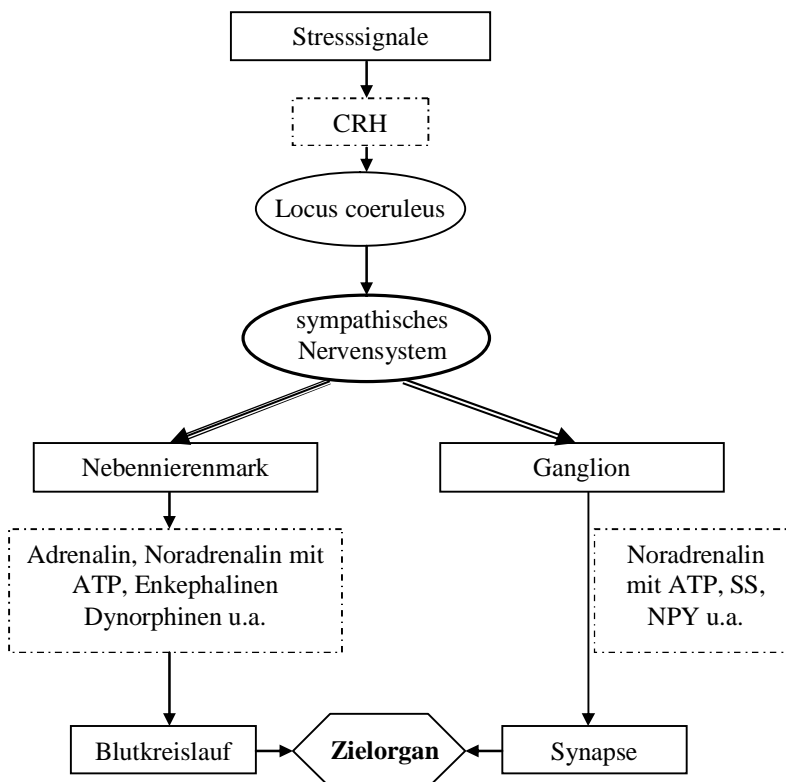 Stresssignale
CRH
Locus coeruleus
sympathisches
Nervensystem
Nebennierenmark
Ganglion
Adrenalin, Noradrenalin mit
ATP, Enkephalinen
Dynorphinen u.a.
Noradrenalin
mit ATP, SS,
NPY u.a.
Blutkreislauf
Zielorgan
Synapse